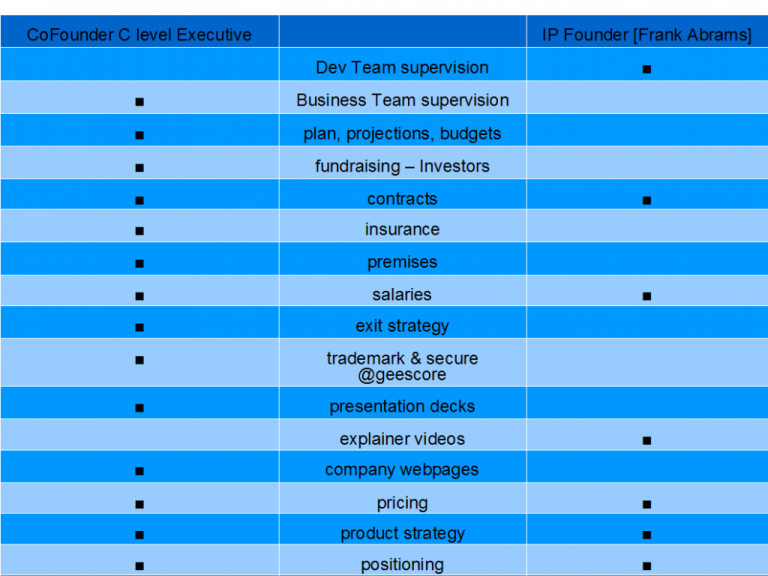 CoFounder C level Executive IP Founder [Frank Abrams]
Dev Team supervision ■
■ Business Team supervision
■ plan, projections, budgets
■ fundraising – Investors
■ contracts ■
■ insurance
■ premises
■ salaries ■
■ exit strategy
■ trademark & secure
@geescore
■ presentation decks
explainer videos ■
■ company webpages
■ pricing ■
■ product strategy ■
■ positioning ■